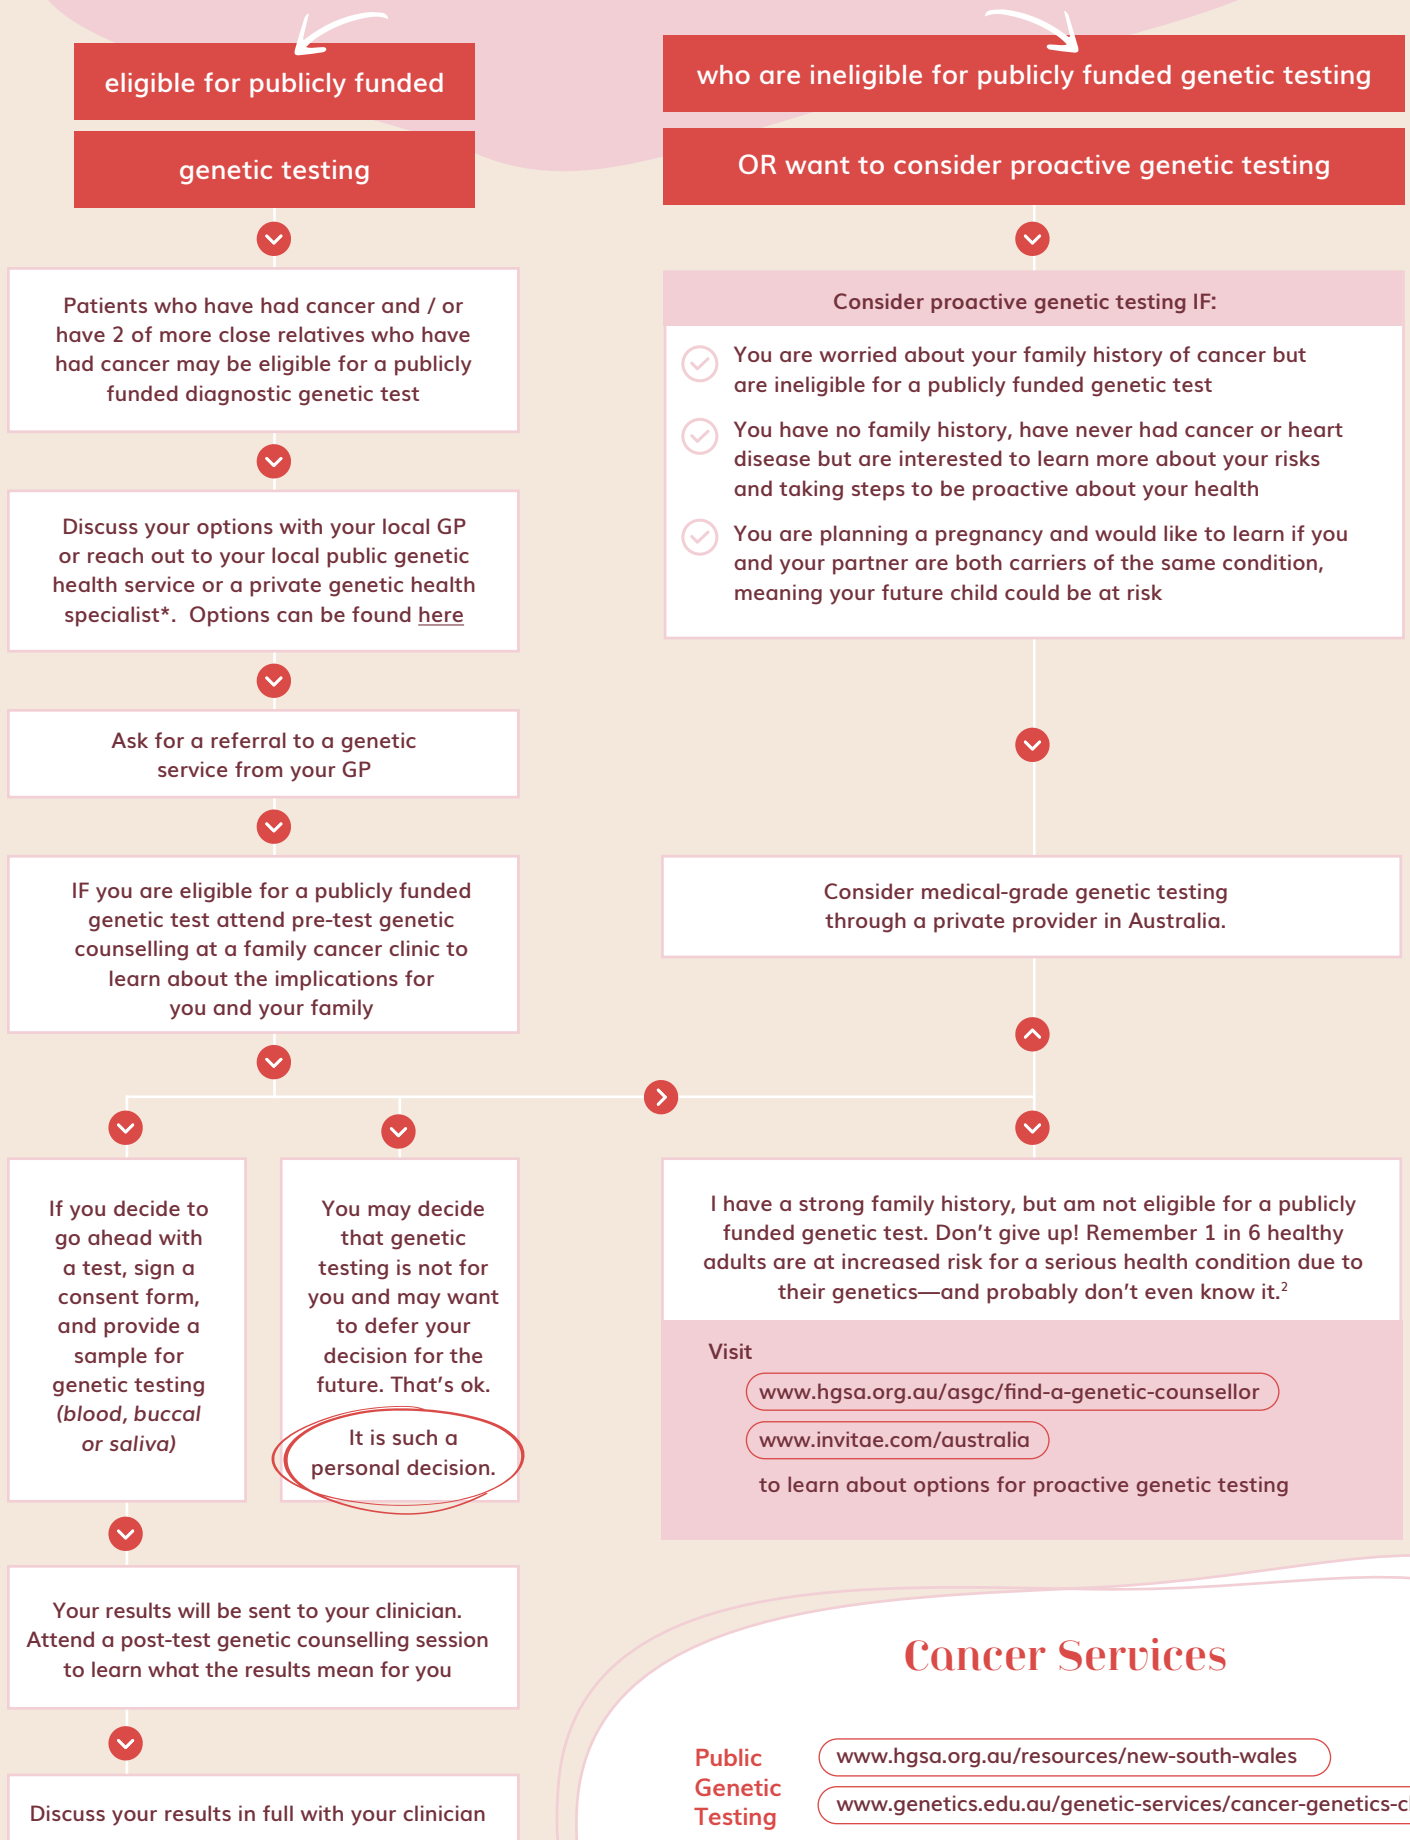 eligible for publicly funded
genetic testing
Patients who have had cancer and / or
have 2 of more close relatives who have
had cancer may be eligible for a publicly
funded diagnostic genetic test
Discuss your options with your local GP
or reach out to your local public genetic
health service or a private genetic health
specialist*.  Options can be found here
Ask for a referral to a genetic
service from your GP
IF you are eligible for a publicly funded
genetic test attend pre-test genetic
counselling at a family cancer clinic to
learn about the implications for
you and your family
If you decide to
go ahead with
a test, sign a
consent form,
and provide a
sample for
genetic testing
(blood, buccal
or saliva)
You may decide
that genetic
testing is not for
you and may want
to defer your
decision for the
future. That's ok.
It is such a
personal decision.
Your results will be sent to your clinician.
Attend a post-test genetic counselling session
to learn what the results mean for you
Discuss your results in full with your clinician
who are ineligible for publicly funded genetic testing
OR want to consider proactive genetic testing
Consider proactive genetic testing IF:
You are worried about your family history of cancer but
are ineligible for a publicly funded genetic test
You have no family history, have never had cancer or heart
disease but are interested to learn more about your risks
and taking steps to be proactive about your health
You are planning a pregnancy and would like to learn if you
and your partner are both carriers of the same condition,
meaning your future child could be at risk
Consider medical-grade genetic testing
through a private provider in Australia.
I have a strong family history, but am not eligible for a publicly
funded genetic test. Don't give up! Remember 1 in 6 healthy
adults are at increased risk for a serious health condition due to
their genetics—and probably don't even know it.²
Visit
www.hgsa.org.au/asgc/find-a-genetic-counsellor
www.invitae.com/australia
to learn about options for proactive genetic testing
Cancer Services
Public
Genetic
Testing
www.hgsa.org.au/resources/new-south-wales
www.genetics.edu.au/genetic-services/cancer-genetics-cl